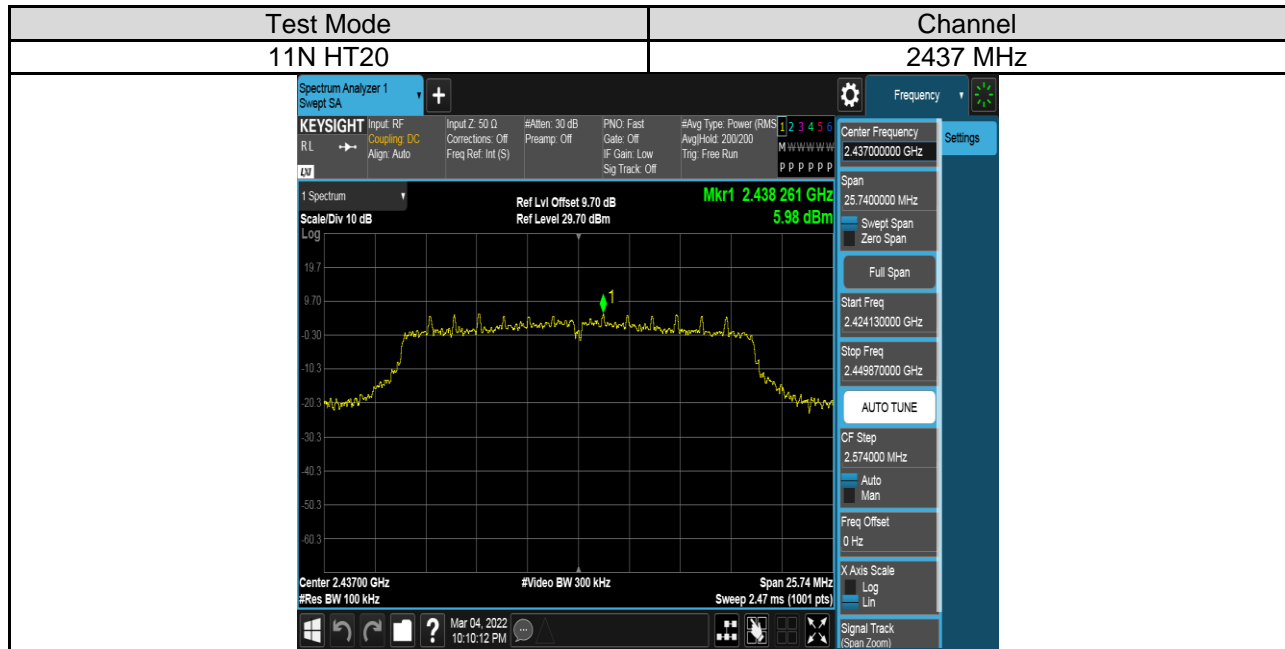 Test Mode Channel
11N HT20 2437 MHz
Spectrum Analyzer 1
Swept SA
+
Frequency
KEYSIGHT
RL
LXI
Input: RF
Coupling: DC
Align: Auto
Input Z: 50 Ω
Corrections: Off
Freq Ref: Int (S)
#Atten: 30 dB
Preamp: Off
PNO: Fast
Gate: Off
IF Gain: Low
Sig Track: Off
#Avg Type: Power (RMS
Avg|Hold: 200/200
Trig: Free Run
1 2 3 4 5 6
M W W W W W
P P P P P P
1 Spectrum
Scale/Div 10 dB
Log
Ref Lvl Offset 9.70 dB
Ref Level 29.70 dBm
Mkr1 2.438 261 GHz
5.98 dBm
19.7
9.70
-0.30
-10.3
-20.3
-30.3
-40.3
-50.3
-60.3
1
Center 2.43700 GHz
#Res BW 100 kHz
#Video BW 300 kHz
Span 25.74 MHz
Sweep 2.47 ms (1001 pts)
Center Frequency
2.437000000 GHz
Settings
Span
25.7400000 MHz
Swept Span
Zero Span
Full Span
Start Freq
2.424130000 GHz
Stop Freq
2.449870000 GHz
AUTO TUNE
CF Step
2.574000 MHz
Auto
Man
Freq Offset
0 Hz
X Axis Scale
Log
Lin
Signal Track
(Span Zoom)
?
Mar 04, 2022
10:10:12 PM